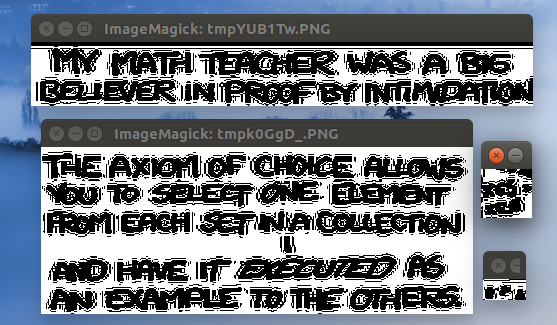 ImageMagick: tmpYUB1Tw.PNG
MY MATH TEACHER WAS A BIG
BELIEVER IN PROOF BY INTIMIDATION
ImageMagick: tmpk0GgD_.PNG
THE AXIOM OF CHOICE ALLOWS
YOU TO SELECT ONE ELEMENT
FROM EACH SET IN A COLLECTION
AND HAVE IT EXECUTED AS
AN EXAMPLE TO THE OTHERS.